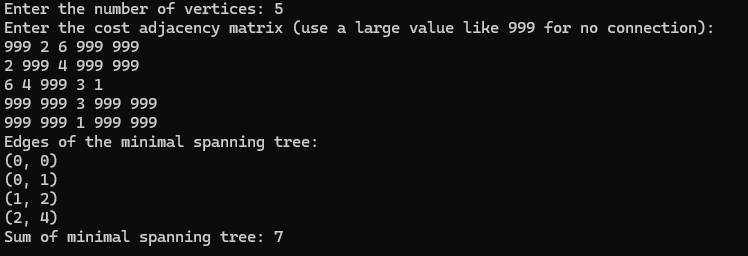 Enter the number of vertices: 5
Enter the cost adjacency matrix (use a large value like 999 for no connection):
999 2 6 999 999
2 999 4 999 999
6 4 999 3 1
999 999 3 999 999
999 999 1 999 999
Edges of the minimal spanning tree:
(0, 0)
(0, 1)
(1, 2)
(2, 4)
Sum of minimal spanning tree: 7